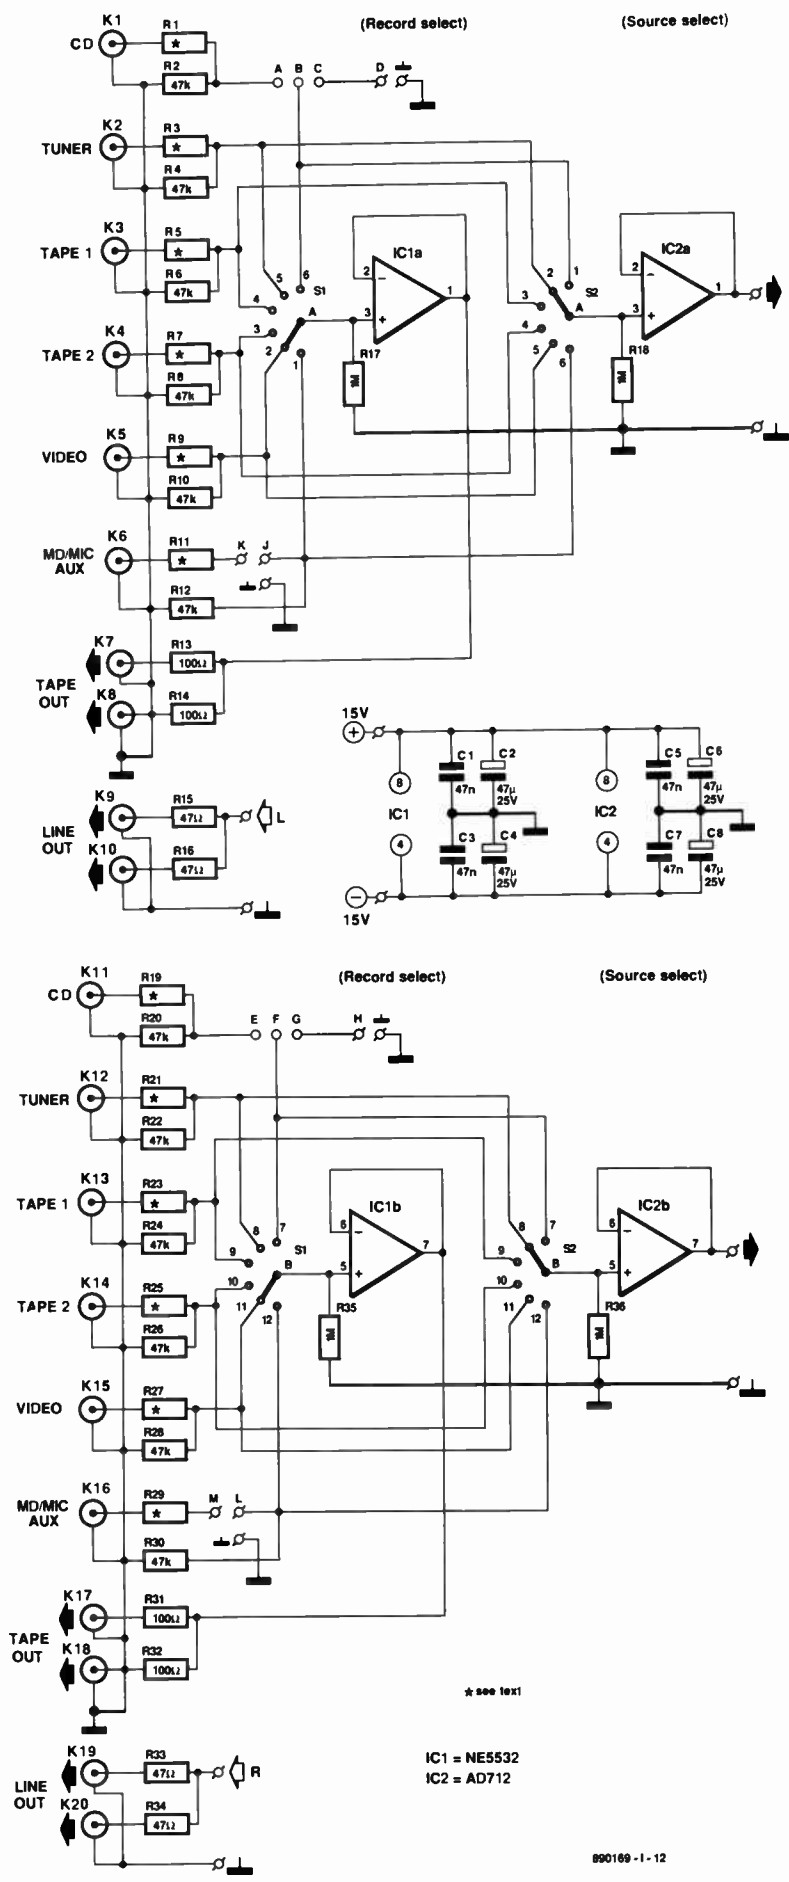 K1
R1
(Record select)
(Source select)
CD
★
R2
A B C D
47k
K2
R3
TUNER
★
R4
47k
K3
R5
TAPE 1
★
R6
47k
IC1a
IC2a
2
−
1
3
+
2
−
1
3
+
5 6 S1
4
3
2
1
A
2 1
3 S2
4 A
5
6
K4
R7
TAPE 2
★
R8
47k
R17
1M
R18
1M
K5
R9
VIDEO
★
R10
47k
K6
R11
K J
MD/MIC
AUX
★
R12
47k
K7
R13
100Ω
TAPE
OUT
K8
R14
100Ω
15V
+
C1
47n
C2
47µ
25V
C5
47n
C6
47µ
25V
8
IC1
4
8
IC2
4
C3
47n
C4
47µ
25V
C7
47n
C8
47µ
25V
−
15V
K9
R15
47Ω
L
LINE
OUT
K10
R16
47Ω
K11
R19
(Record select)
(Source select)
CD
★
R20
E F G H
47k
K12
R21
TUNER
★
R22
47k
K13
R23
TAPE 1
★
R24
47k
IC1b
IC2b
6
−
7
5
+
6
−
7
5
+
8 7
9 S1
10
11
12
B
8 7
9 S2
10 B
11
12
K14
R25
TAPE 2
★
R26
47k
R35
1M
R36
1M
K15
R27
VIDEO
★
R28
47k
K16
R29
M L
MD/MIC
AUX
★
R30
47k
K17
R31
100Ω
TAPE
OUT
K18
R32
100Ω
★ see text
K19
R33
47Ω
R
LINE
OUT
K20
R34
47Ω
IC1 = NE5532
IC2 = AD712
890169 - I - 12